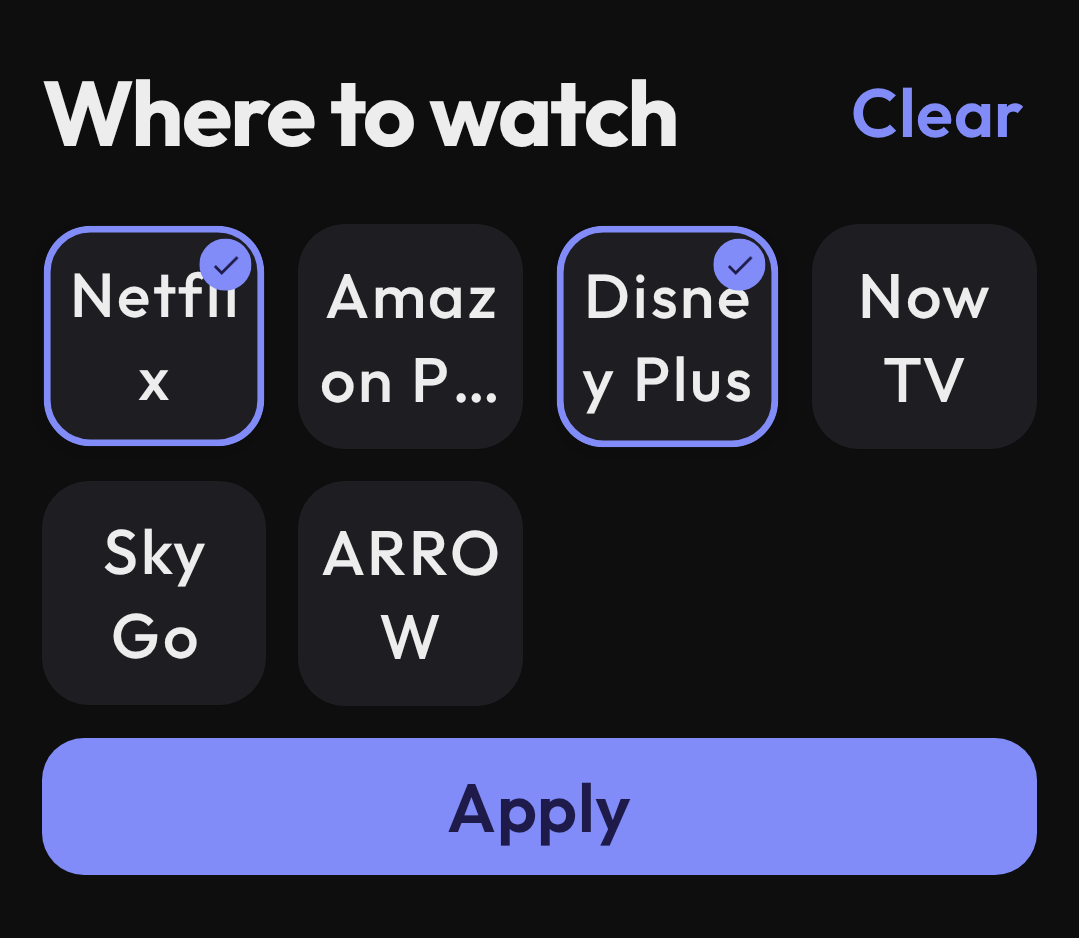 Where to watch
Clear
Netfli
x
Amaz
on P...
Disne
y Plus
Now
TV
Sky
Go
ARRO
W
Apply